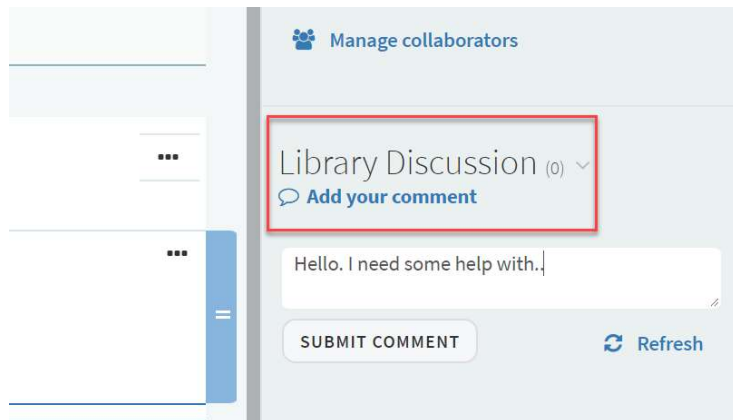 Manage collaborators
Library Discussion (0)
Add your comment
Hello. I need some help with..
SUBMIT COMMENT
Refresh